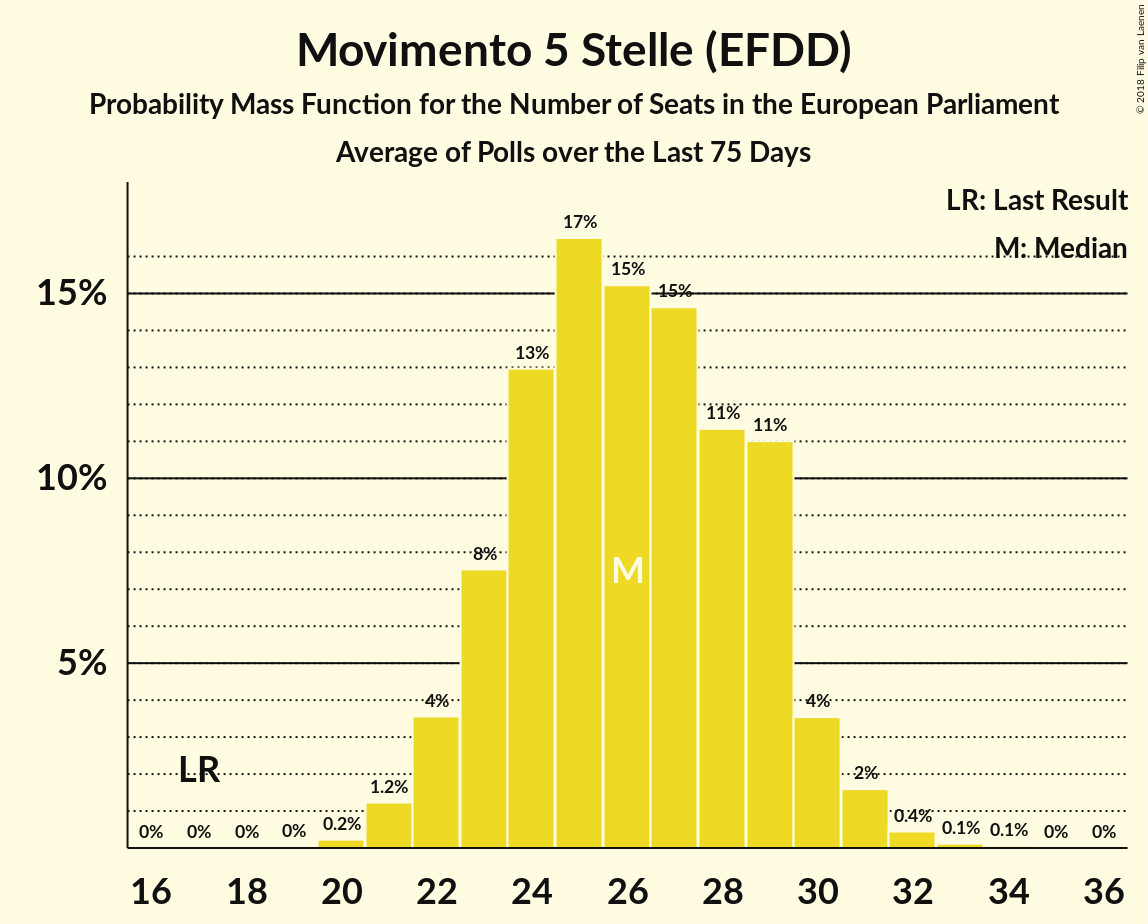 Movimento 5 Stelle (EFDD)
Probability Mass Function for the Number of Seats in the European Parliament
Average of Polls over the Last 75 Days
© 2018 Filip van Laenen
LR: Last Result
M: Median
15%
10%
5%
0%
0%
0%
0%
0.2%
1.2%
4%
8%
13%
17%
15%
15%
11%
11%
4%
2%
0.4%
0.1%
0.1%
0%
0%
LR
M
16 18 20 22 24 26 28 30 32 34 36